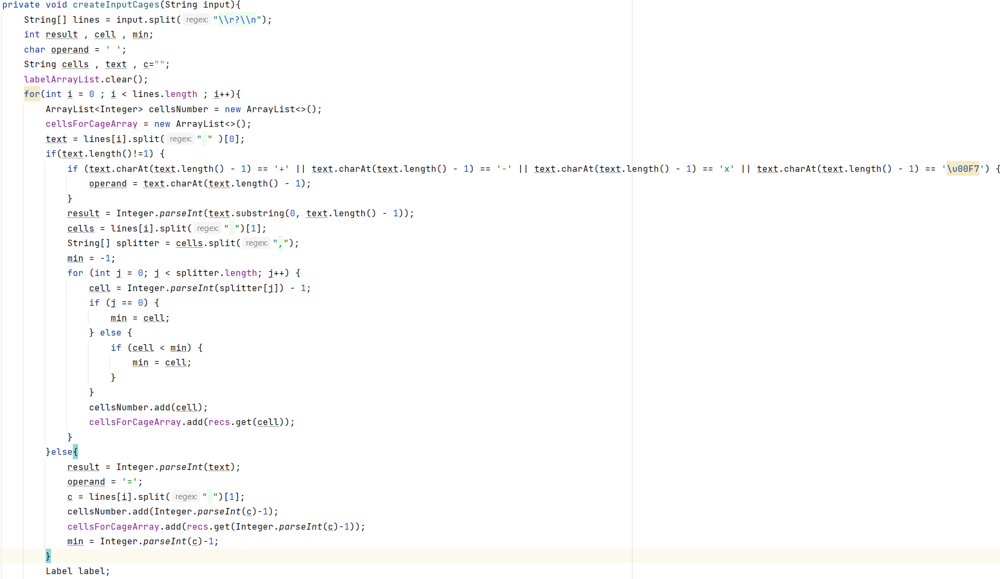 private void createInputCages(String input){
    String[] lines = input.split( regex: "\\r?\\n");
    int result , cell , min;
    char operand = ' ';
    String cells , text , c="";
    labelArrayList.clear();
    for(int i = 0 ; i < lines.length ; i++){
        ArrayList<Integer> cellsNumber = new ArrayList<>();
        cellsForCageArray = new ArrayList<>();
        text = lines[i].split( regex: " " )[0];
        if(text.length()!=1) {
            if (text.charAt(text.length() - 1) == '+' || text.charAt(text.length() - 1) == '-' || text.charAt(text.length() - 1) == 'x' || text.charAt(text.length() - 1) == '\u00F7') {
                operand = text.charAt(text.length() - 1);
            }
            result = Integer.parseInt(text.substring(0, text.length() - 1));
            cells = lines[i].split( regex: " ")[1];
            String[] splitter = cells.split( regex: ",");
            min = -1;
            for (int j = 0; j < splitter.length; j++) {
                cell = Integer.parseInt(splitter[j]) - 1;
                if (j == 0) {
                    min = cell;
                } else {
                    if (cell < min) {
                        min = cell;
                    }
                }
                cellsNumber.add(cell);
                cellsForCageArray.add(recs.get(cell));
            }
        }else{
            result = Integer.parseInt(text);
            operand = '=';
            c = lines[i].split( regex: " ")[1];
            cellsNumber.add(Integer.parseInt(c)-1);
            cellsForCageArray.add(recs.get(Integer.parseInt(c)-1));
            min = Integer.parseInt(c)-1;
        }
        Label label;